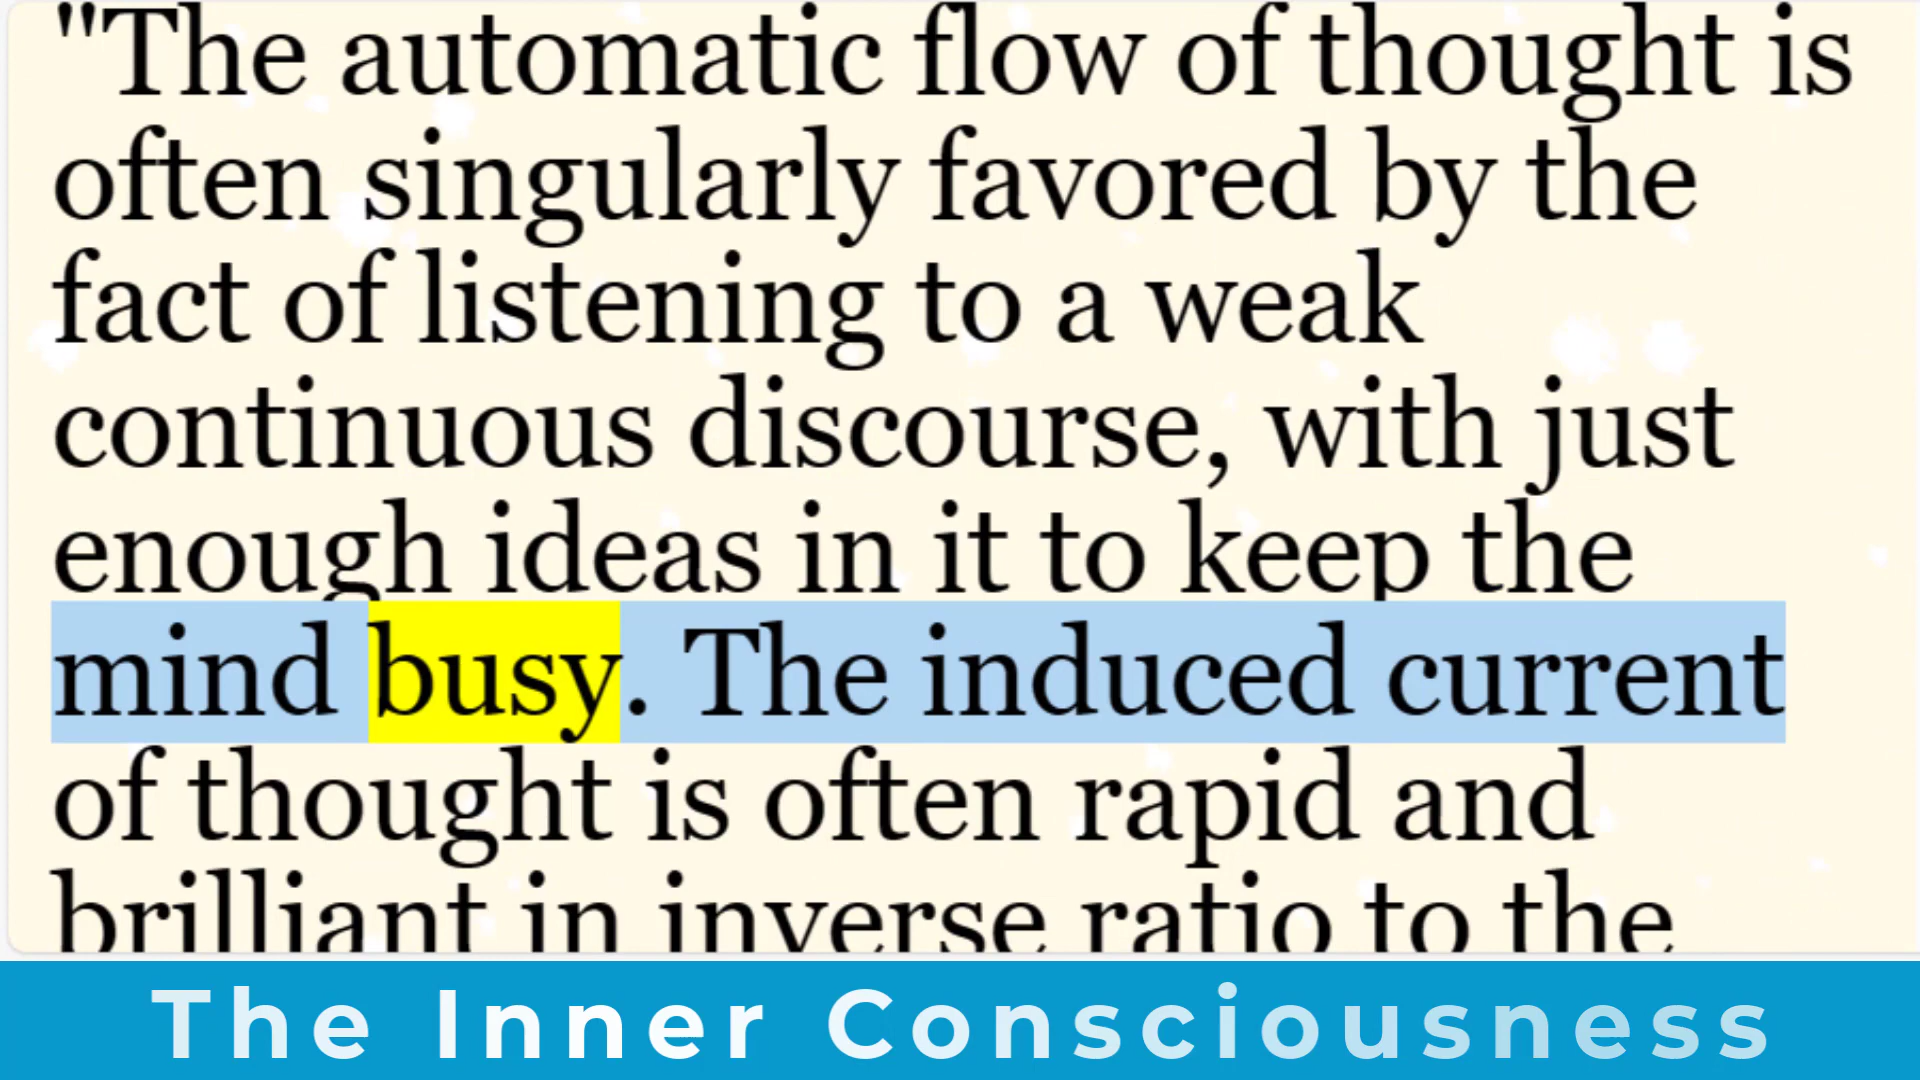 "The automatic flow of thought is
often singularly favored by the
fact of listening to a weak
continuous discourse, with just
enough ideas in it to keep the
mind busy. The induced current
of thought is often rapid and
brilliant in inverse ratio to the
The Inner Consciousness